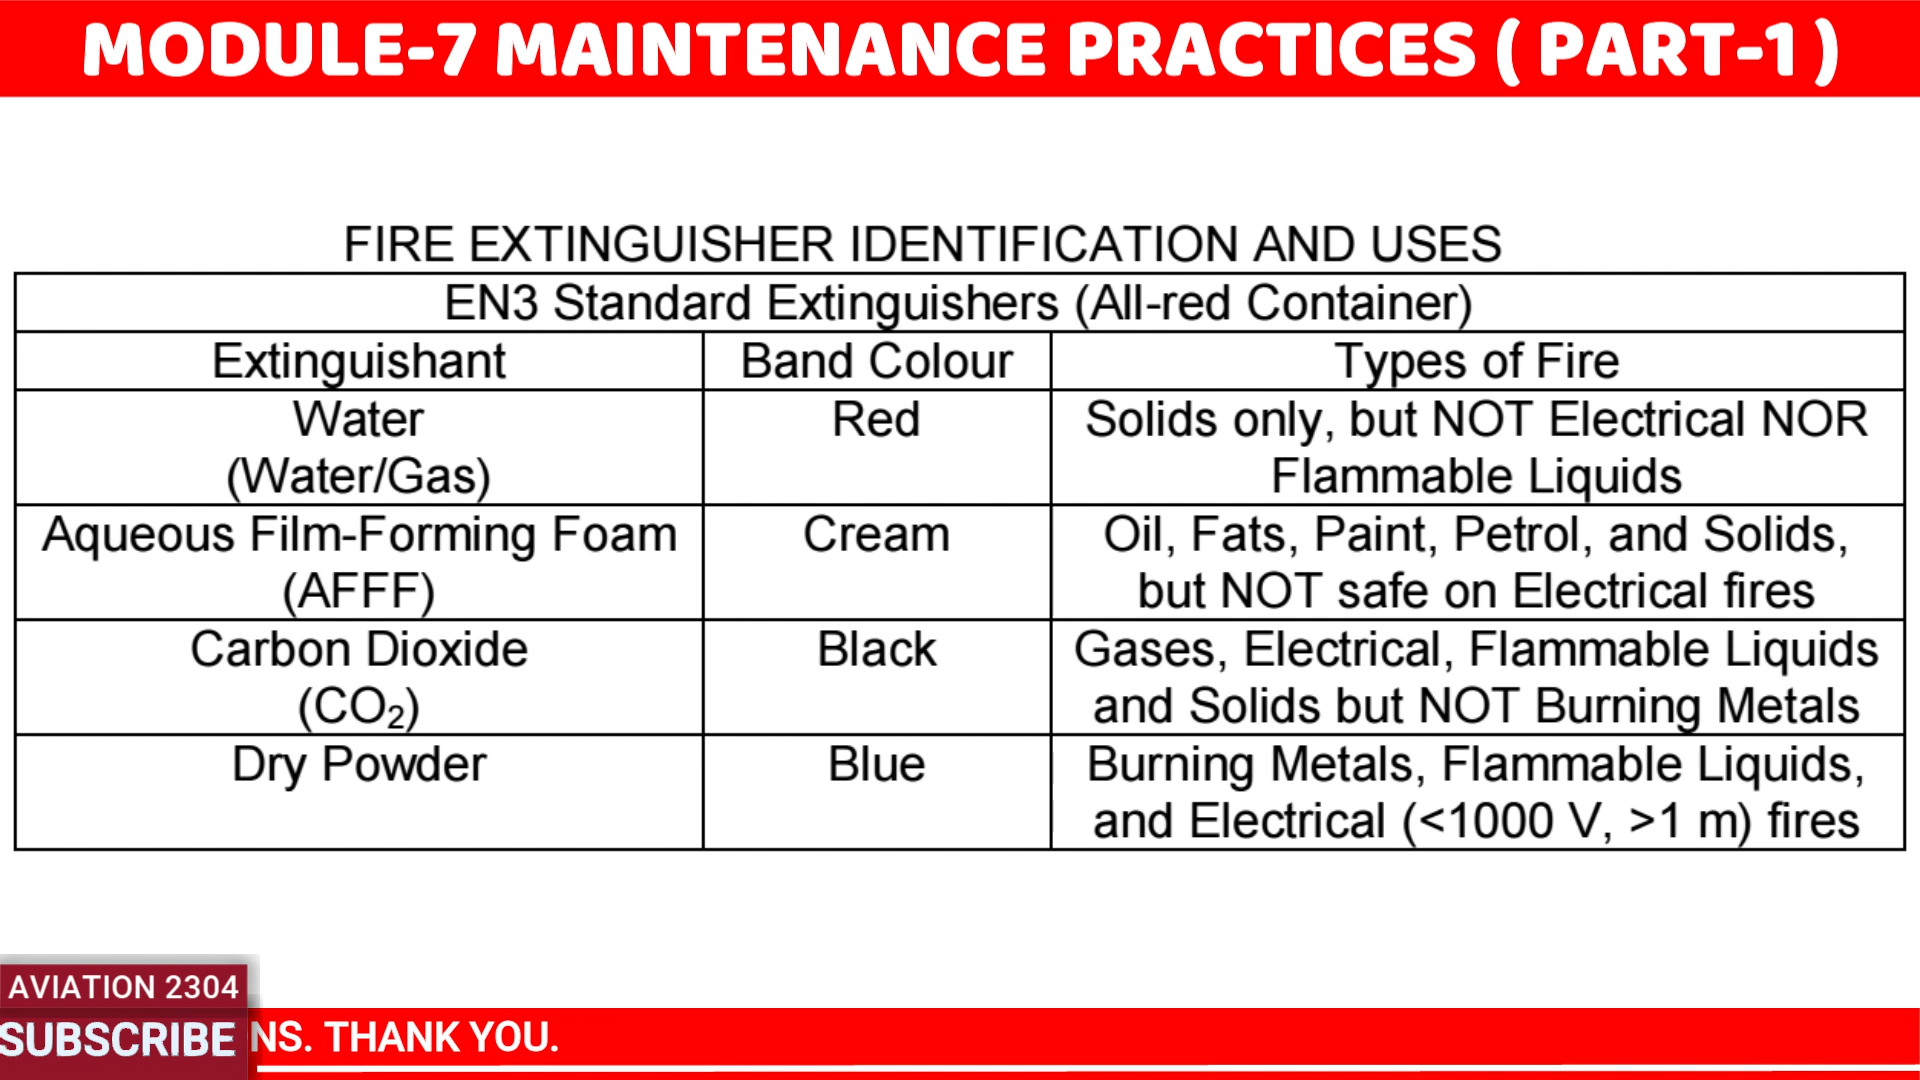 MODULE-7 MAINTENANCE PRACTICES ( PART-1 )
FIRE EXTINGUISHER IDENTIFICATION AND USES
EN3 Standard Extinguishers (All-red Container)
Extinguishant Band Colour Types of Fire
Water Red Solids only, but NOT Electrical NOR
(Water/Gas) Flammable Liquids
Aqueous Film-Forming Foam Cream Oil, Fats, Paint, Petrol, and Solids,
(AFFF) but NOT safe on Electrical fires
Carbon Dioxide Black Gases, Electrical, Flammable Liquids
(CO₂) and Solids but NOT Burning Metals
Dry Powder Blue Burning Metals, Flammable Liquids,
and Electrical (<1000 V, >1 m) fires
AVIATION 2304
SUBSCRIBE NS. THANK YOU.